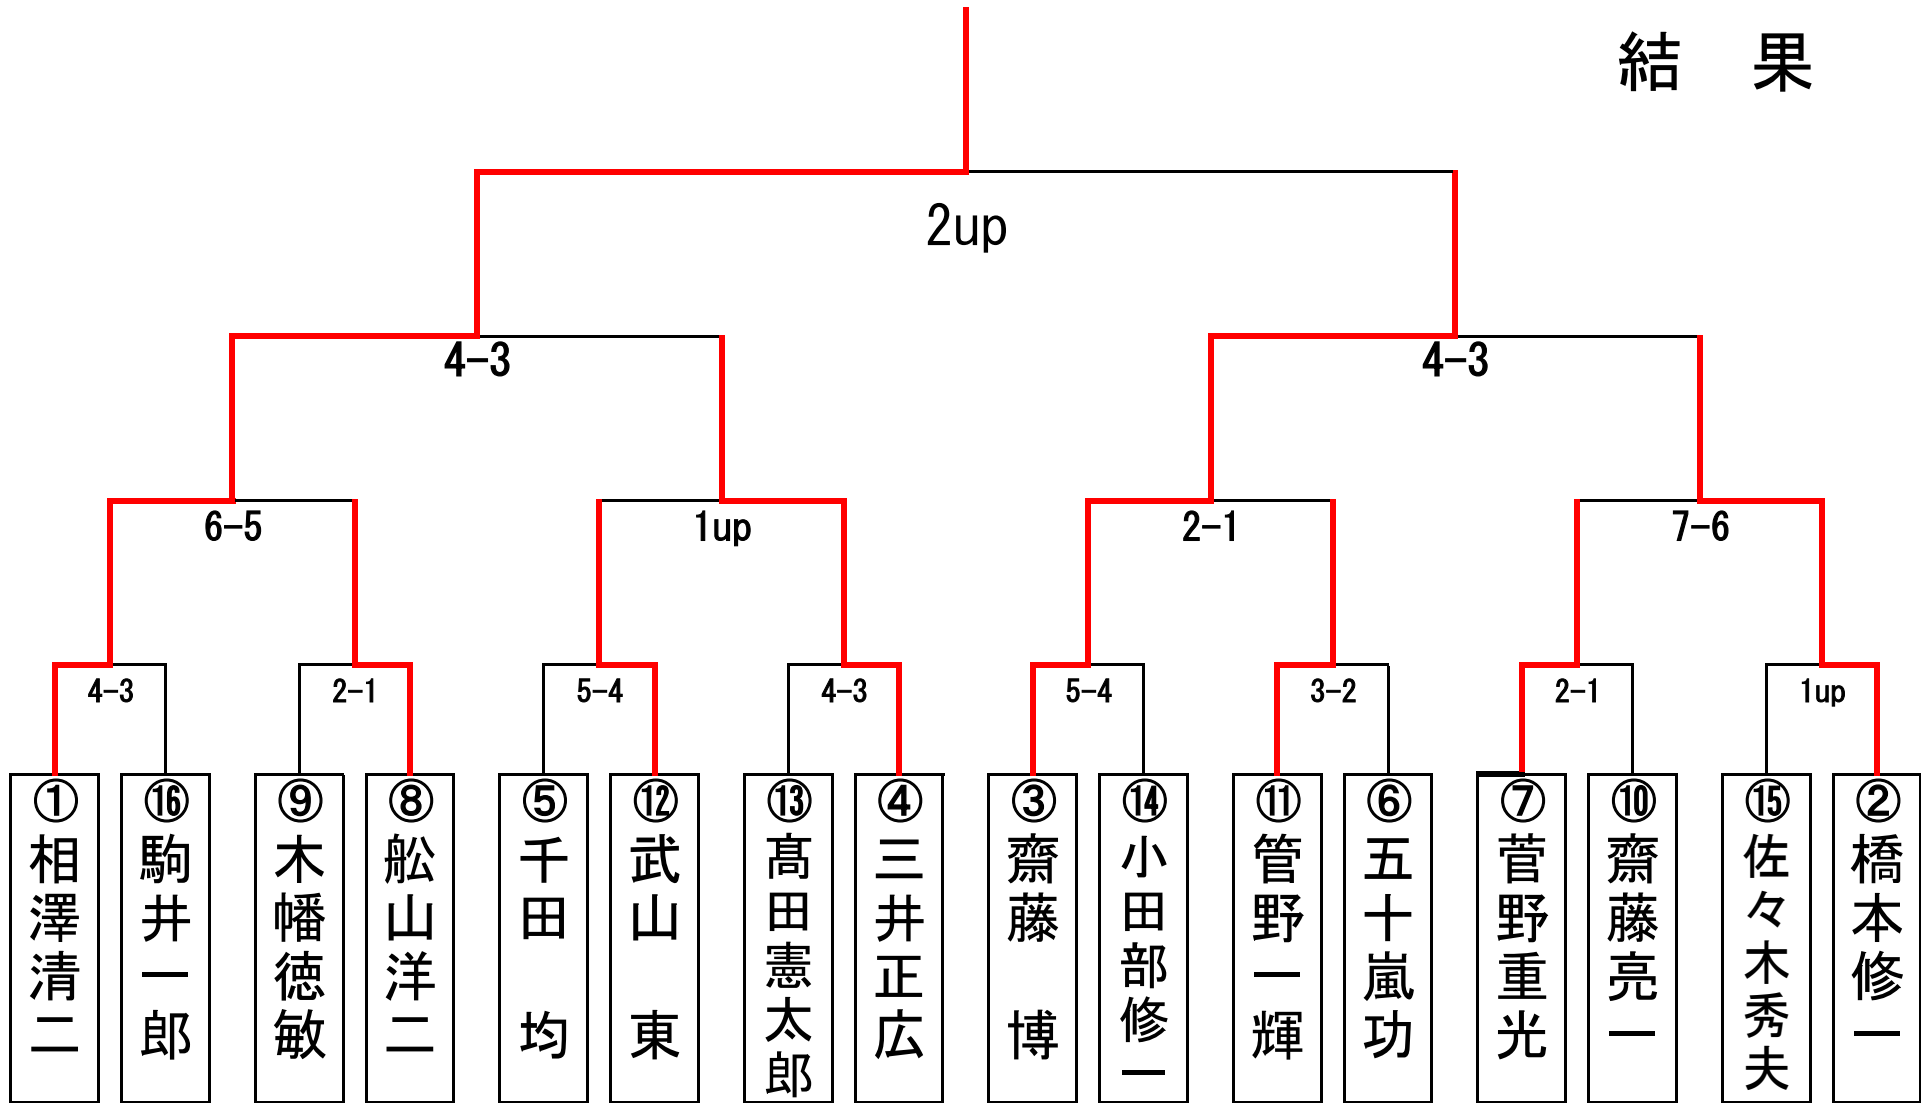 結 果
2up
4-3
4-3
6-5
1up
2-1
7-6
4-3
2-1
5-4
4-3
5-4
3-2
2-1
1up
①相澤清二
⑯駒井一郎
⑨木幡徳敏
⑧舩山洋二
⑤千田 均
⑫武山 東
⑬髙田憲太郎
④三井正広
③齋藤 博
⑭小田部修一
⑪管野一輝
⑥五十嵐功
⑦菅野重光
⑩齋藤亮一
⑮佐々木秀夫
②橋本修一